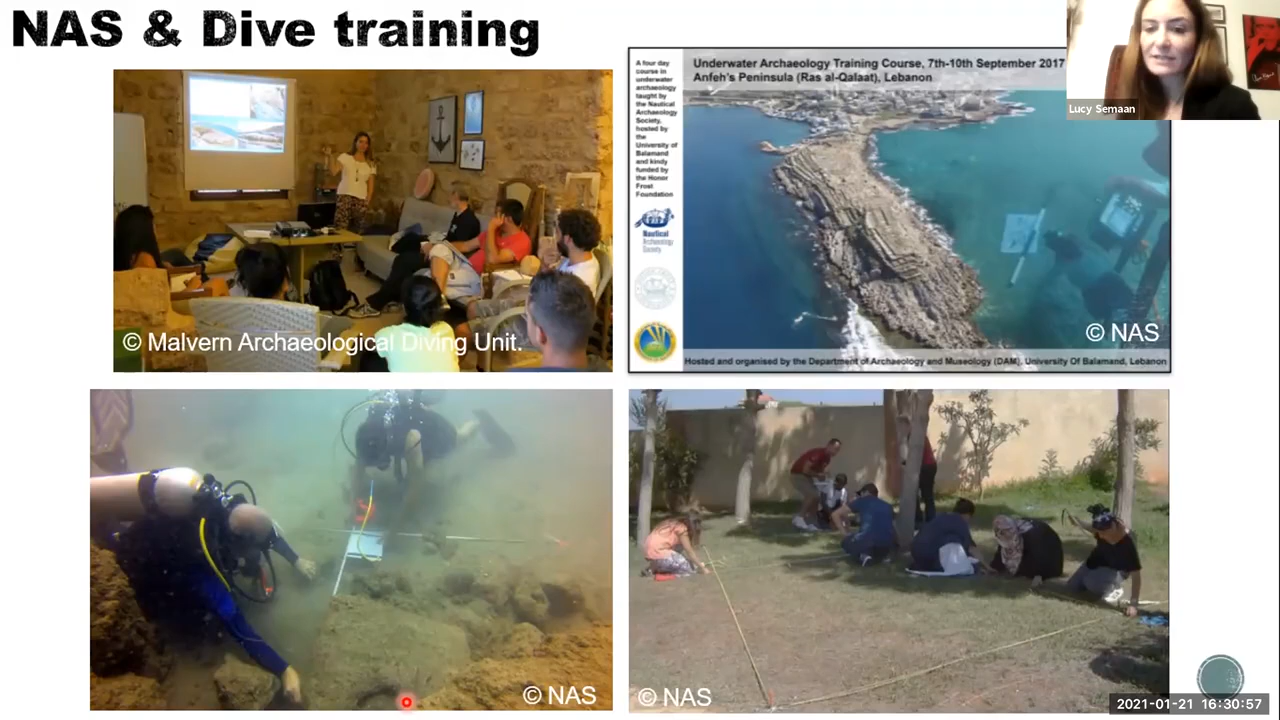 NAS & Dive training
© Malvern Archaeological Diving Unit.
A four day
course in
underwater
archaeology
taught by
the Nautical
Archaeology
Society,
hosted by
the
University of
Balamand
and kindy
funded by
the Honor
Frost
Foundation
Nautical
Archaeology
Society
Underwater Archaeology Training Course, 7th-10th September 2017
Anfeh's Peninsula (Ras al-Qalaat), Lebanon
© NAS
Hosted and organised by the Department of Archaeology and Museology (DAM), University Of Balamand, Lebanon
Lucy Semaan
© NAS
© NAS
2021-01-21 16:30:57